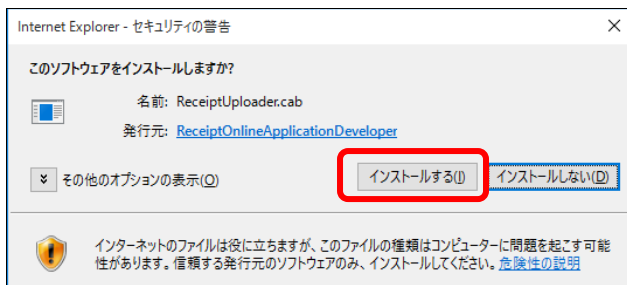 Internet Explorer - セキュリティの警告
このソフトウェアをインストールしますか?
名前: ReceiptUploader.cab
発行元: ReceiptOnlineApplicationDeveloper
その他のオプションの表示(O)
インストールする(I)
インストールしない(D)
インターネットのファイルは役に立ちますが、このファイルの種類はコンピューターに問題を起こす可能
性があります。信頼する発行元のソフトウェアのみ、インストールしてください。危険性の説明